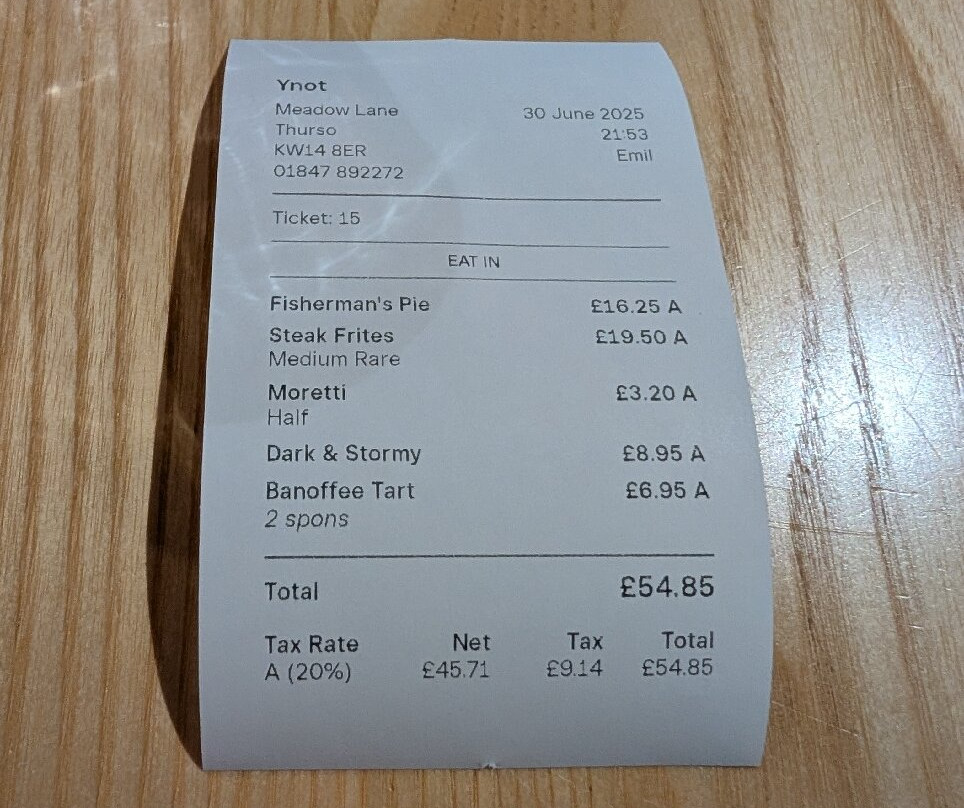 Ynot
Meadow Lane 30 June 2025
Thurso 21:53
KW14 8ER Emil
01847 892272
Ticket: 15
EAT IN
Fisherman's Pie £16.25 A
Steak Frites £19.50 A
Medium Rare
Moretti £3.20 A
Half
Dark & Stormy £8.95 A
Banoffee Tart £6.95 A
2 spons
Total £54.85
Tax Rate Net Tax Total
A (20%) £45.71 £9.14 £54.85